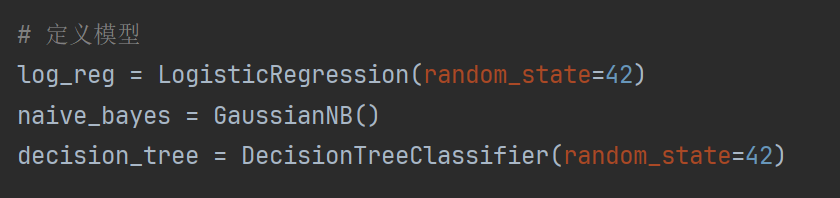 # 定义模型
log_reg = LogisticRegression(random_state=42)
naive_bayes = GaussianNB()
decision_tree = DecisionTreeClassifier(random_state=42)